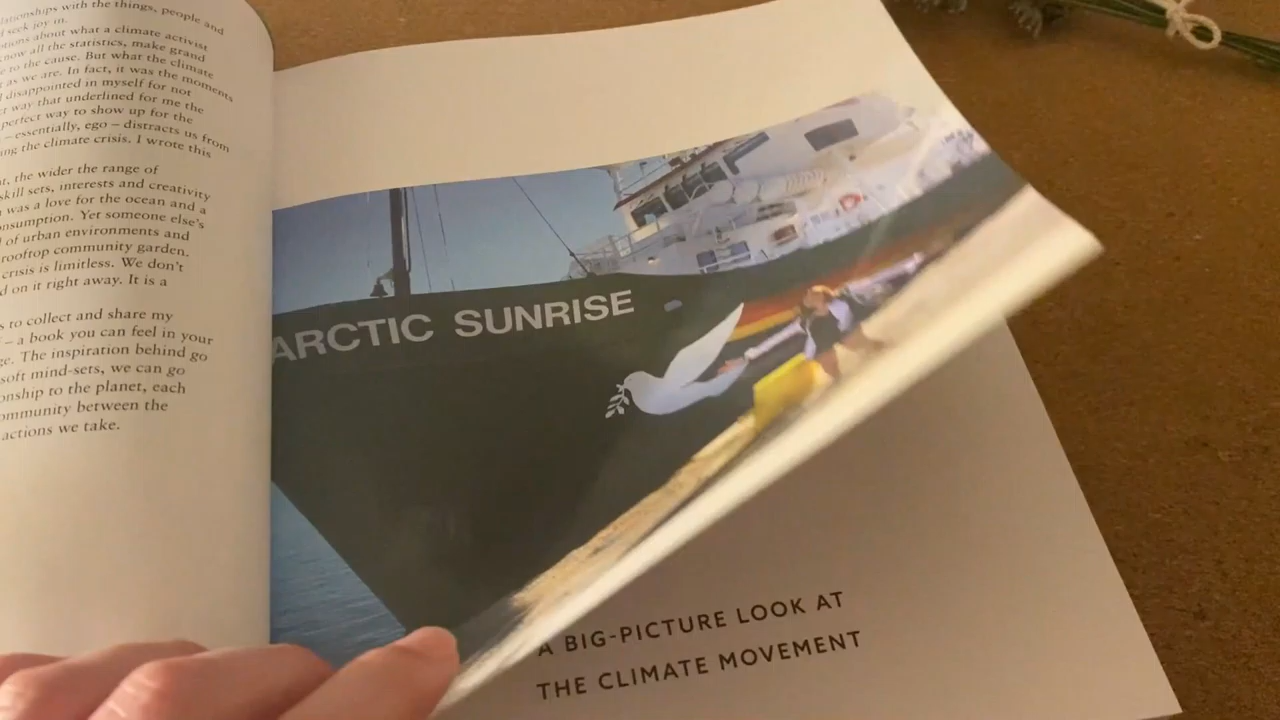 lationships with the things, people and
seek joy in.
ptions about what a climate activist
know all the statistics, make grand
e to the cause. But what the climate
t as we are. In fact, it was the moments
disappointed in myself for not
ct way that underlined for me the
perfect way to show up for the
– essentially, ego – distracts us from
ing the climate crisis. I wrote this
nt, the wider the range of
skill sets, interests and creativity
n was a love for the ocean and a
onsumption. Yet someone else's
d of urban environments and
rooftop community garden.
crisis is limitless. We don't
d on it right away. It is a
s to collect and share my
– a book you can feel in your
ge. The inspiration behind go
soft mind-sets, we can go
onship to the planet, each
ommunity between the
actions we take.
ARCTIC SUNRISE
A BIG-PICTURE LOOK AT
THE CLIMATE MOVEMENT